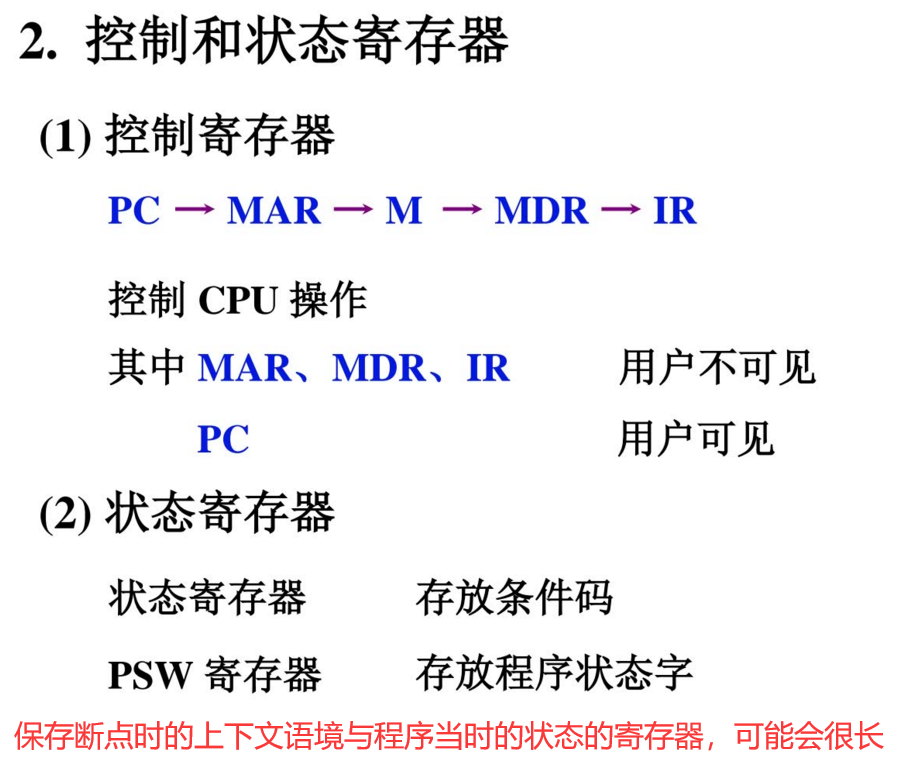 2. 控制和状态寄存器
(1) 控制寄存器
PC → MAR → M → MDR → IR
控制 CPU 操作
其中 MAR、MDR、IR 用户不可见
PC 用户可见
(2) 状态寄存器
状态寄存器 存放条件码
PSW 寄存器 存放程序状态字
保存断点时的上下文语境与程序当时的状态的寄存器，可能会很长